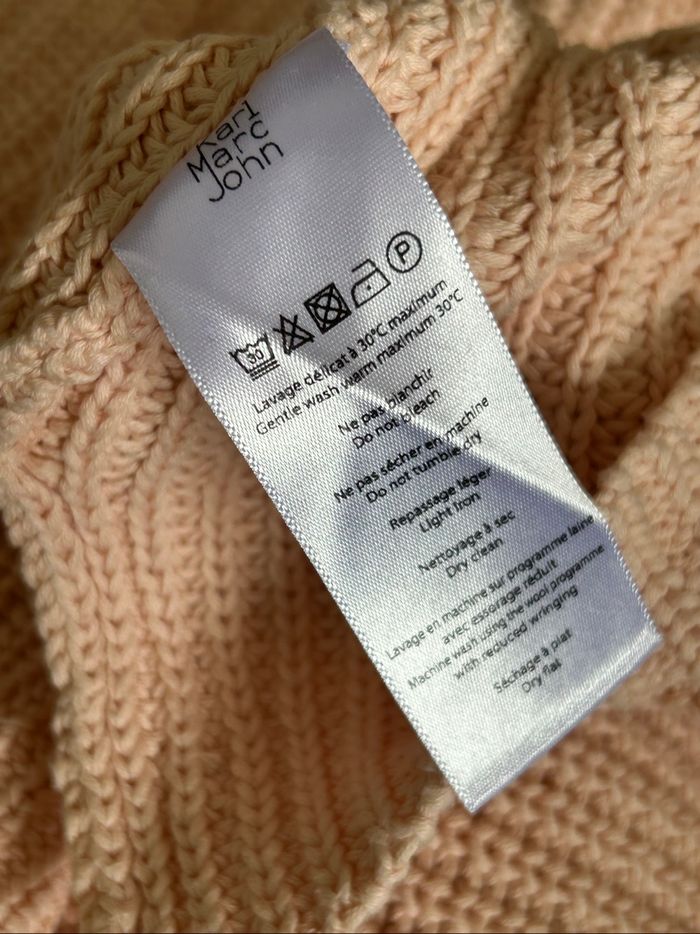 Karl
Marc
John
30
P
Lavage délicat à 30°C maximum
Gentle wash warm maximum 30°C
Ne pas blanchir
Do not bleach
Ne pas sécher en machine
Do not tumble dry
Repassage léger
Light iron
Nettoyage à sec
Dry clean
Lavage en machine sur programme laine
avec essorage réduit
Machine wash using the wool programme
with reduced wringing
Séchage à plat
Dry flat